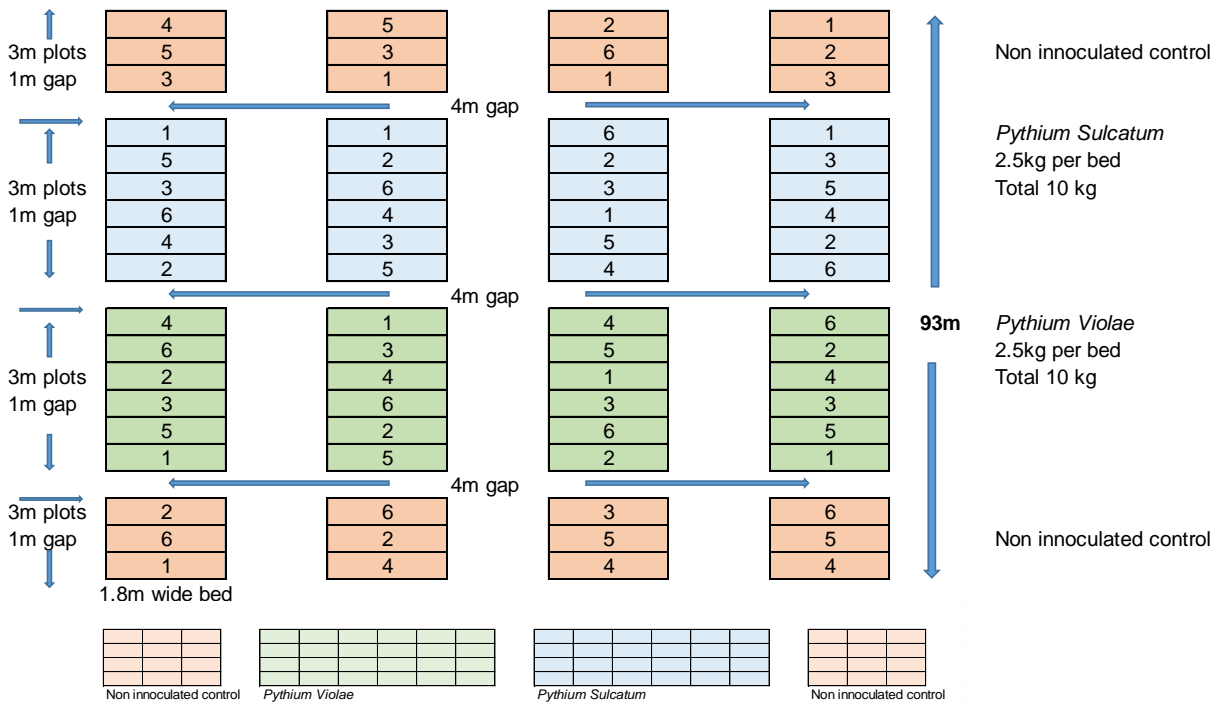 4 5 2 1
3m plots 5 3 6 2 Non innoculated control
1m gap 3 1 1 3
4m gap
1 1 6 1 Pythium Sulcatum
5 2 2 3 2.5kg per bed
3m plots 3 6 3 5 Total 10 kg
1m gap 6 4 1 4
4 3 5 2
2 5 4 6
4m gap
4 1 4 6 93m Pythium Violae
6 3 5 2 2.5kg per bed
3m plots 2 4 1 4 Total 10 kg
1m gap 3 6 3 3
5 2 6 5
1 5 2 1
4m gap
3m plots 2 6 3 6
1m gap 6 2 5 5 Non innoculated control
1 4 4 4
1.8m wide bed
Non innoculated control Pythium Violae Pythium Sulcatum Non innoculated control